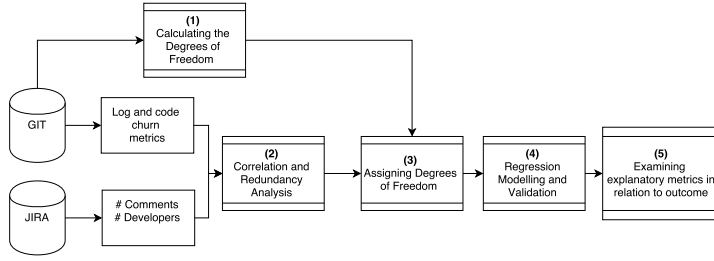 (1)
Calculating the
Degrees of
Freedom
GIT
Log and code
churn
metrics
JIRA
# Comments
# Developers
(2)
Correlation and
Redundancy
Analysis
(3)
Assigning Degrees
of Freedom
(4)
Regression
Modelling and
Validation
(5)
Examining
explanatory metrics in
relation to outcome